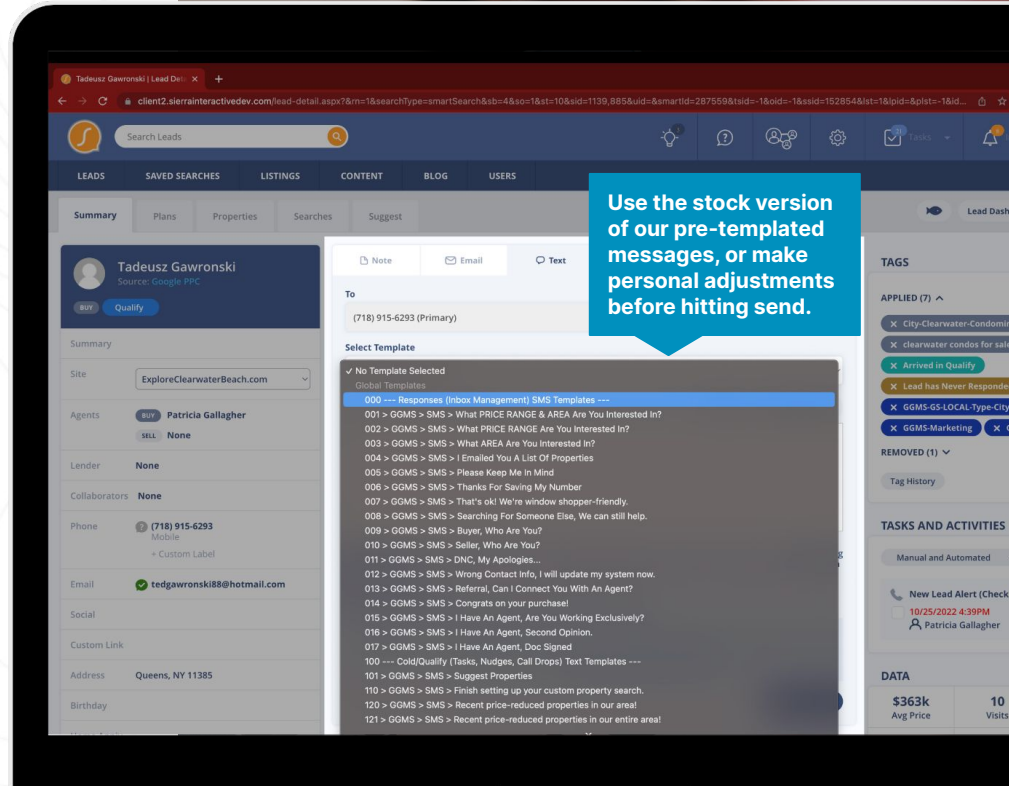 Tadeusz Gawronski | Lead Det
client2.sierrainteractivedev.com/lead-detail.aspx?&rn=1&searchType=smartSearch&sb=4&so=1&st=10&sid=1139,885&uid=&smartId=287559&tsid=-1&oid=-1&ssid=152854&lst=1&lpid=&plst=-1&id...
Search Leads
Tasks
LEADS SAVED SEARCHES LISTINGS CONTENT BLOG USERS
Summary Plans Properties Searches Suggest
Lead Dash
Use the stock version
of our pre-templated
messages, or make
personal adjustments
before hitting send.
Tadeusz Gawronski
Source: Google PPC
BUY Qualify
Summary
Site ExploreClearwaterBeach.com
Agents BUY Patricia Gallagher
SELL None
Lender None
Collaborators None
Phone (718) 915-6293
Mobile
+ Custom Label
Email tedgawronski88@hotmail.com
Social
Custom Link
Address Queens, NY 11385
Birthday
Note Email Text
To
(718) 915-6293 (Primary)
Select Template
✓ No Template Selected
Global Templates
000 --- Responses (Inbox Management) SMS Templates ---
001 > GGMS > SMS > What PRICE RANGE & AREA Are You Interested In?
002 > GGMS > SMS > What PRICE RANGE Are You Interested In?
003 > GGMS > SMS > What AREA Are You Interested In?
004 > GGMS > SMS > I Emailed You A List Of Properties
005 > GGMS > SMS > Please Keep Me In Mind
006 > GGMS > SMS > Thanks For Saving My Number
007 > GGMS > SMS > That's ok! We're window shopper-friendly.
008 > GGMS > SMS > Searching For Someone Else, We can still help.
009 > GGMS > SMS > Buyer, Who Are You?
010 > GGMS > SMS > Seller, Who Are You?
011 > GGMS > SMS > DNC, My Apologies...
012 > GGMS > SMS > Wrong Contact Info, I will update my system now.
013 > GGMS > SMS > Referral, Can I Connect You With An Agent?
014 > GGMS > SMS > Congrats on your purchase!
015 > GGMS > SMS > I Have An Agent, Are You Working Exclusively?
016 > GGMS > SMS > I Have An Agent, Second Opinion.
017 > GGMS > SMS > I Have An Agent, Doc Signed
100 --- Cold/Qualify (Tasks, Nudges, Call Drops) Text Templates ---
101 > GGMS > SMS > Suggest Properties
110 > GGMS > SMS > Finish setting up your custom property search.
120 > GGMS > SMS > Recent price-reduced properties in our area!
121 > GGMS > SMS > Recent price-reduced properties in our entire area!
TAGS
APPLIED (7)
X City-Clearwater-Condomin
X clearwater condos for sale
X Arrived in Qualify
X Lead has Never Responde
X GGMS-GS-LOCAL-Type-City
X GGMS-Marketing X
REMOVED (1)
Tag History
TASKS AND ACTIVITIES
Manual and Automated
New Lead Alert (Check
10/25/2022 4:39PM
Patricia Gallagher
DATA
$363k 10
Avg Price Visits